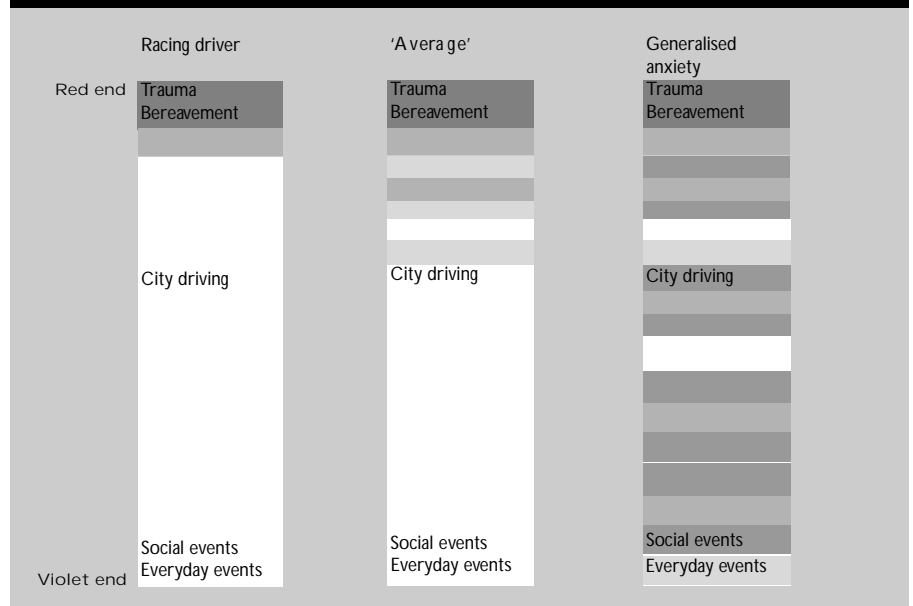 Racing driver
'Average'
Generalised
anxiety
Red end
Trauma
Bereavement
Trauma
Bereavement
Trauma
Bereavement
City driving
City driving
City driving
Social events
Everyday events
Social events
Everyday events
Social events
Everyday events
Violet end